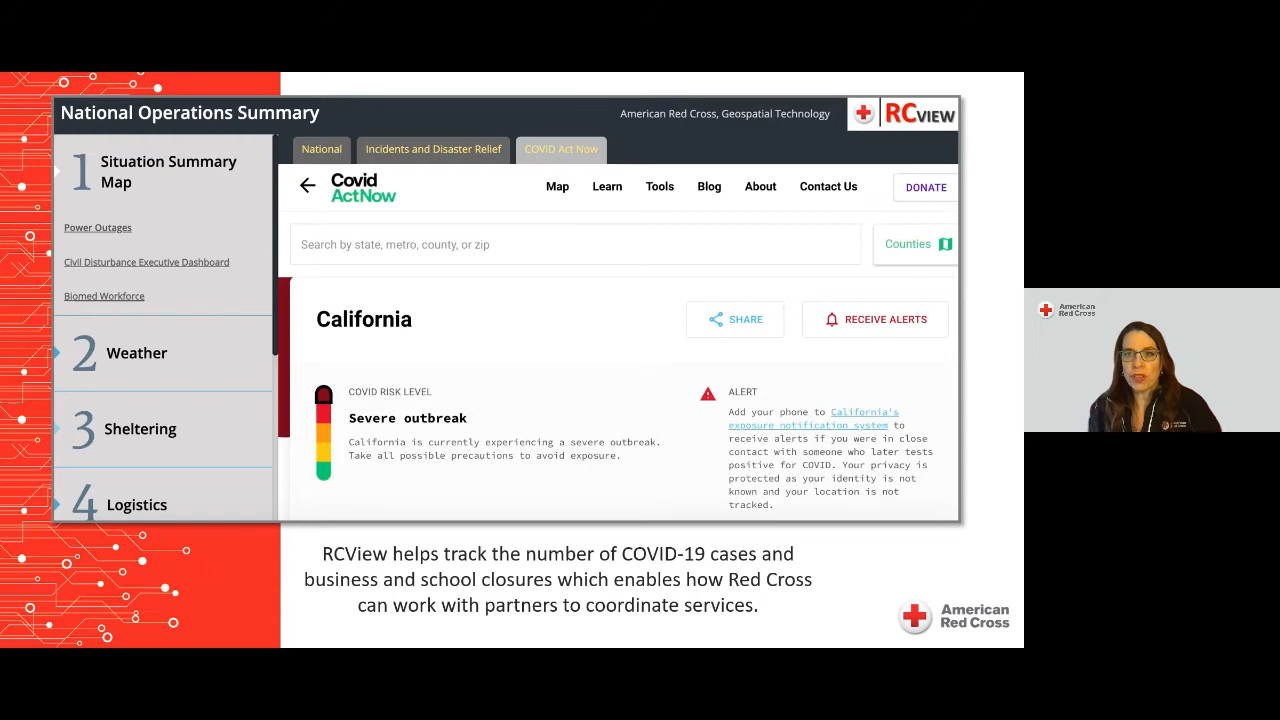 National Operations Summary
American Red Cross, Geospatial Technology
RCVIEW
National
Incidents and Disaster Relief
COVID Act Now
1
Situation Summary
Map
Power Outages
Civil Disturbance Executive Dashboard
Biomed Workforce
2 Weather
3 Sheltering
4 Logistics
Covid
ActNow
Map
Learn
Tools
Blog
About
Contact Us
DONATE
Search by state, metro, county, or zip
Counties
California
SHARE
RECEIVE ALERTS
COVID RISK LEVEL
Severe outbreak
California is currently experiencing a severe outbreak.
Take all possible precautions to avoid exposure.
ALERT
Add your phone to California's
exposure notification system to
receive alerts if you were in close
contact with someone who later tests
positive for COVID. Your privacy is
protected as your identity is not
known and your location is not
tracked.
RCView helps track the number of COVID-19 cases and
business and school closures which enables how Red Cross
can work with partners to coordinate services.
American
Red Cross
American
Red Cross